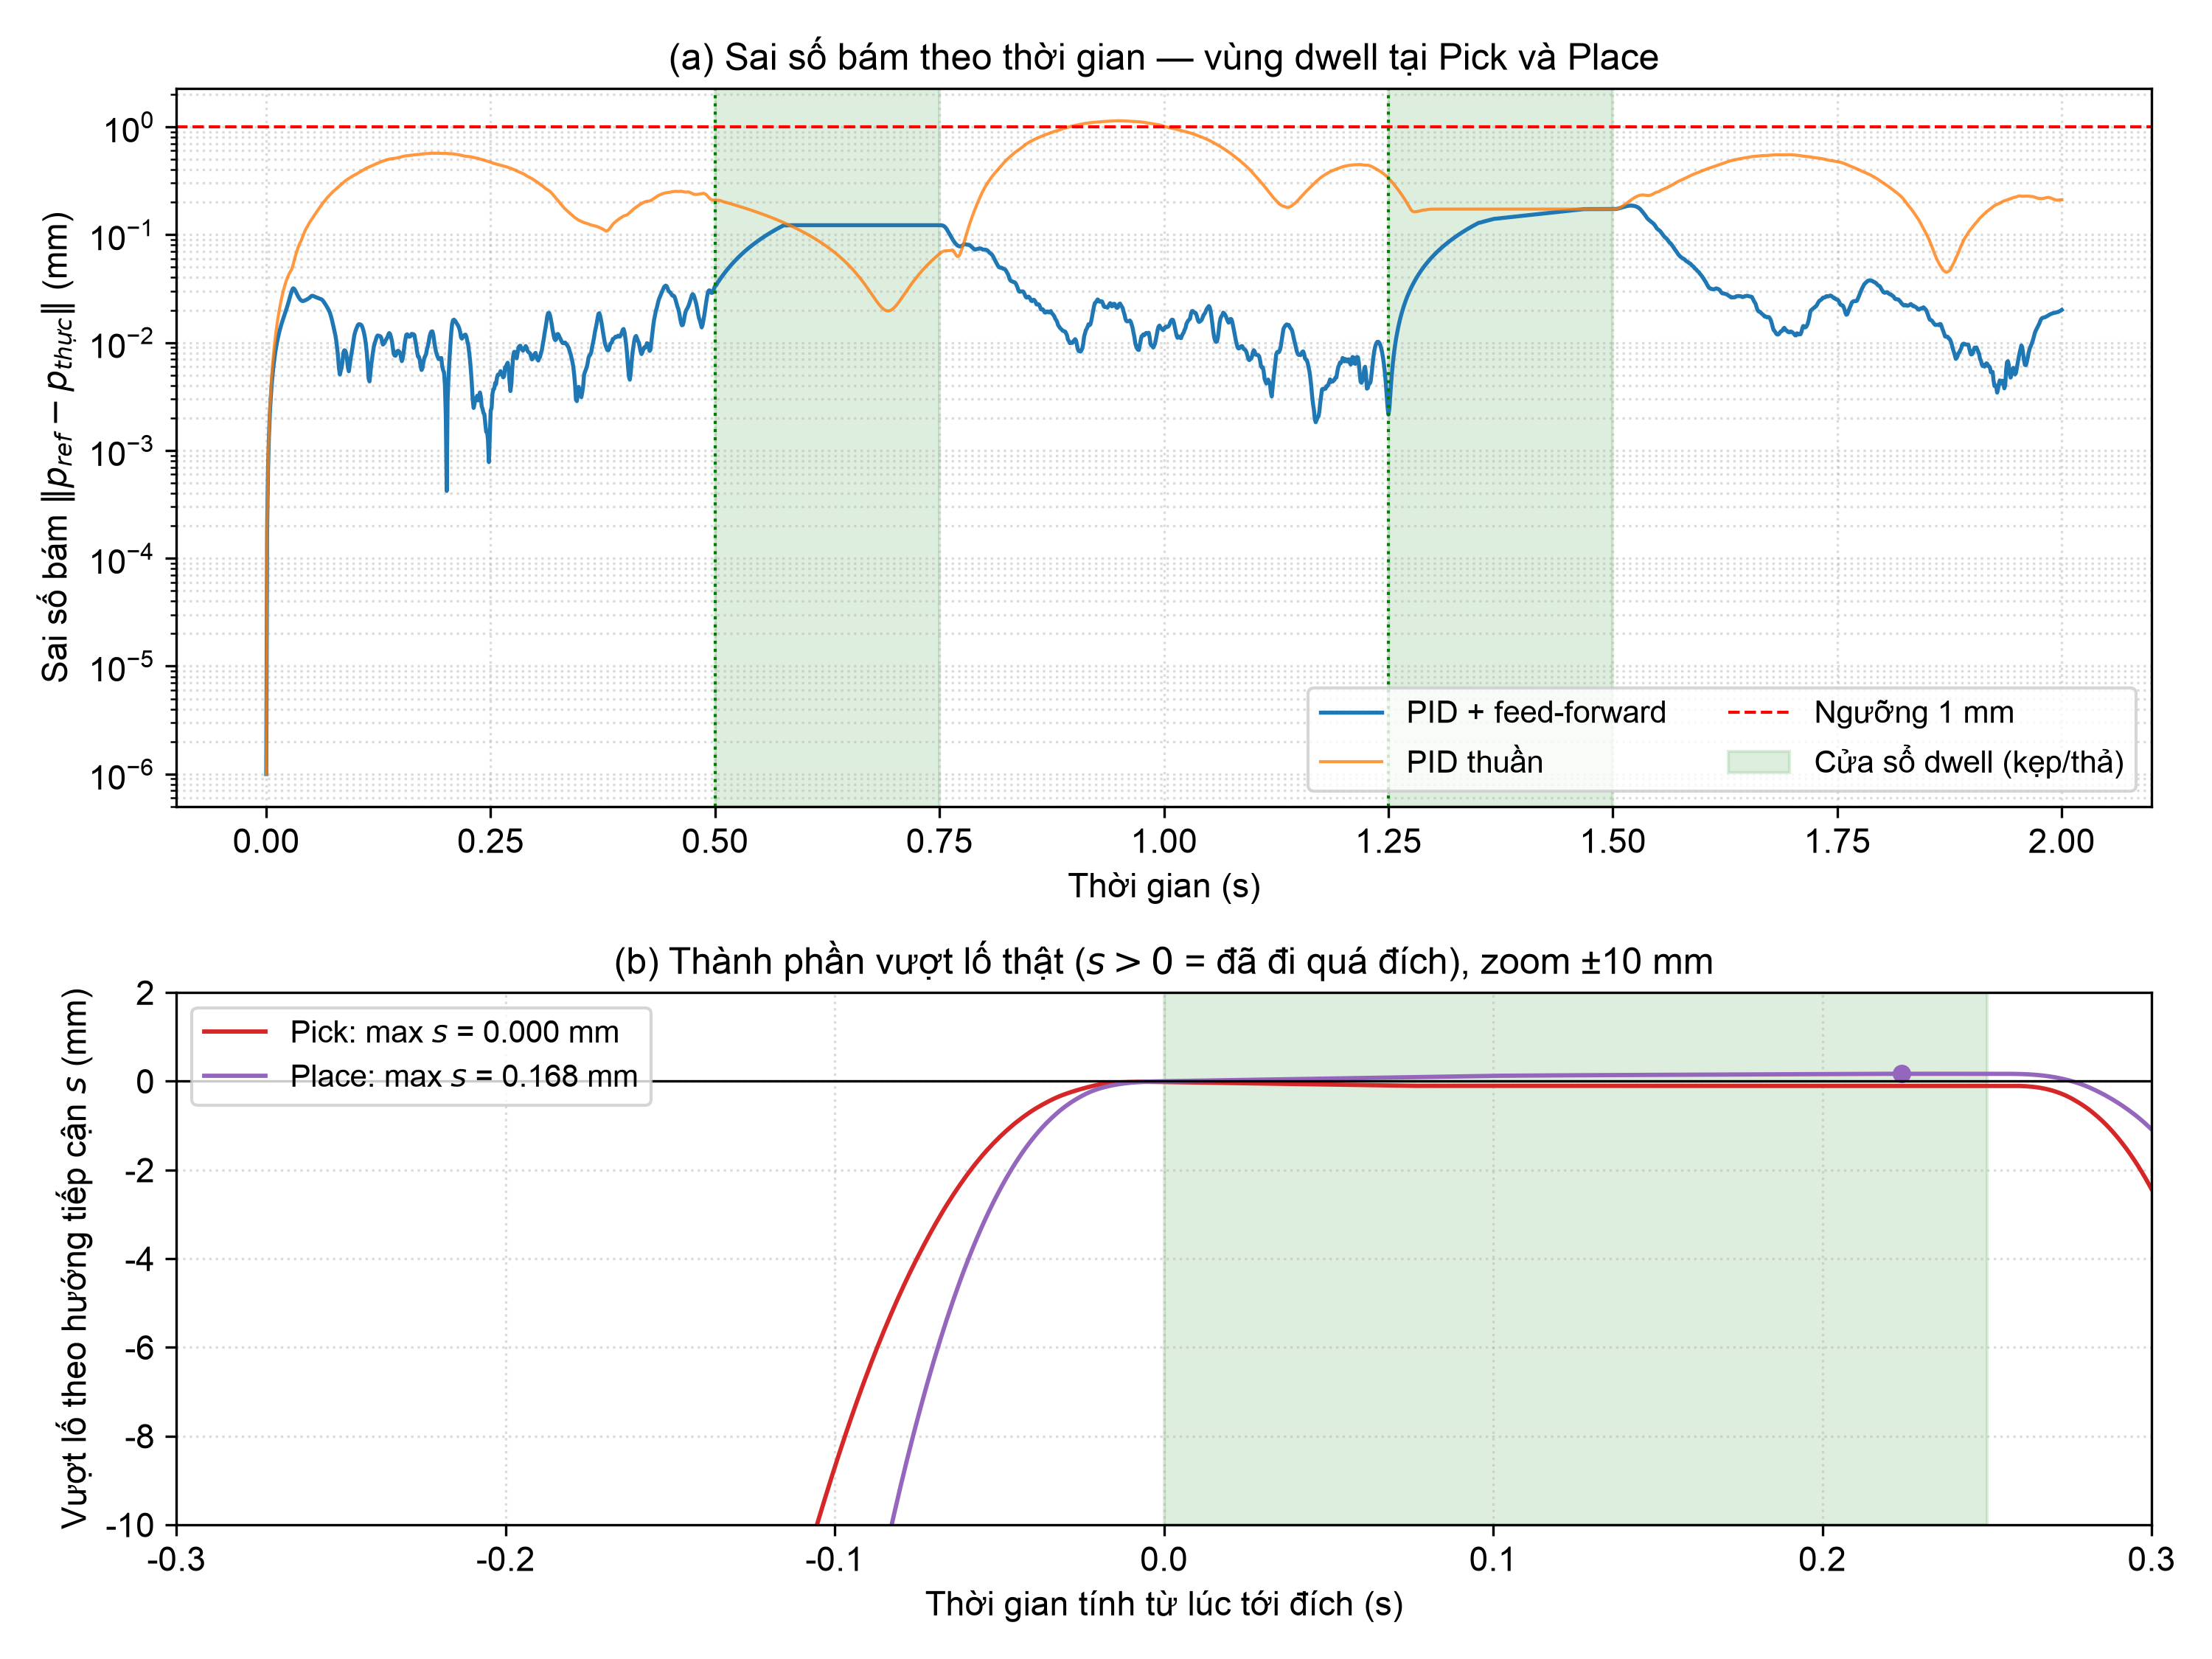 (a) Sai số bám theo thời gian — vùng dwell tại Pick và Place
Sai số bám ‖p_ref − p_thực‖ (mm)
10⁰
10⁻¹
10⁻²
10⁻³
10⁻⁴
10⁻⁵
10⁻⁶
PID + feed-forward
PID thuần
Ngưỡng 1 mm
Cửa sổ dwell (kẹp/thả)
0.00 0.25 0.50 0.75 1.00 1.25 1.50 1.75 2.00
Thời gian (s)
(b) Thành phần vượt lố thật (s > 0 = đã đi quá đích), zoom ±10 mm
Vượt lố theo hướng tiếp cận s (mm)
2
0
-2
-4
-6
-8
-10
Pick: max s = 0.000 mm
Place: max s = 0.168 mm
-0.3 -0.2 -0.1 0.0 0.1 0.2 0.3
Thời gian tính từ lúc tới đích (s)